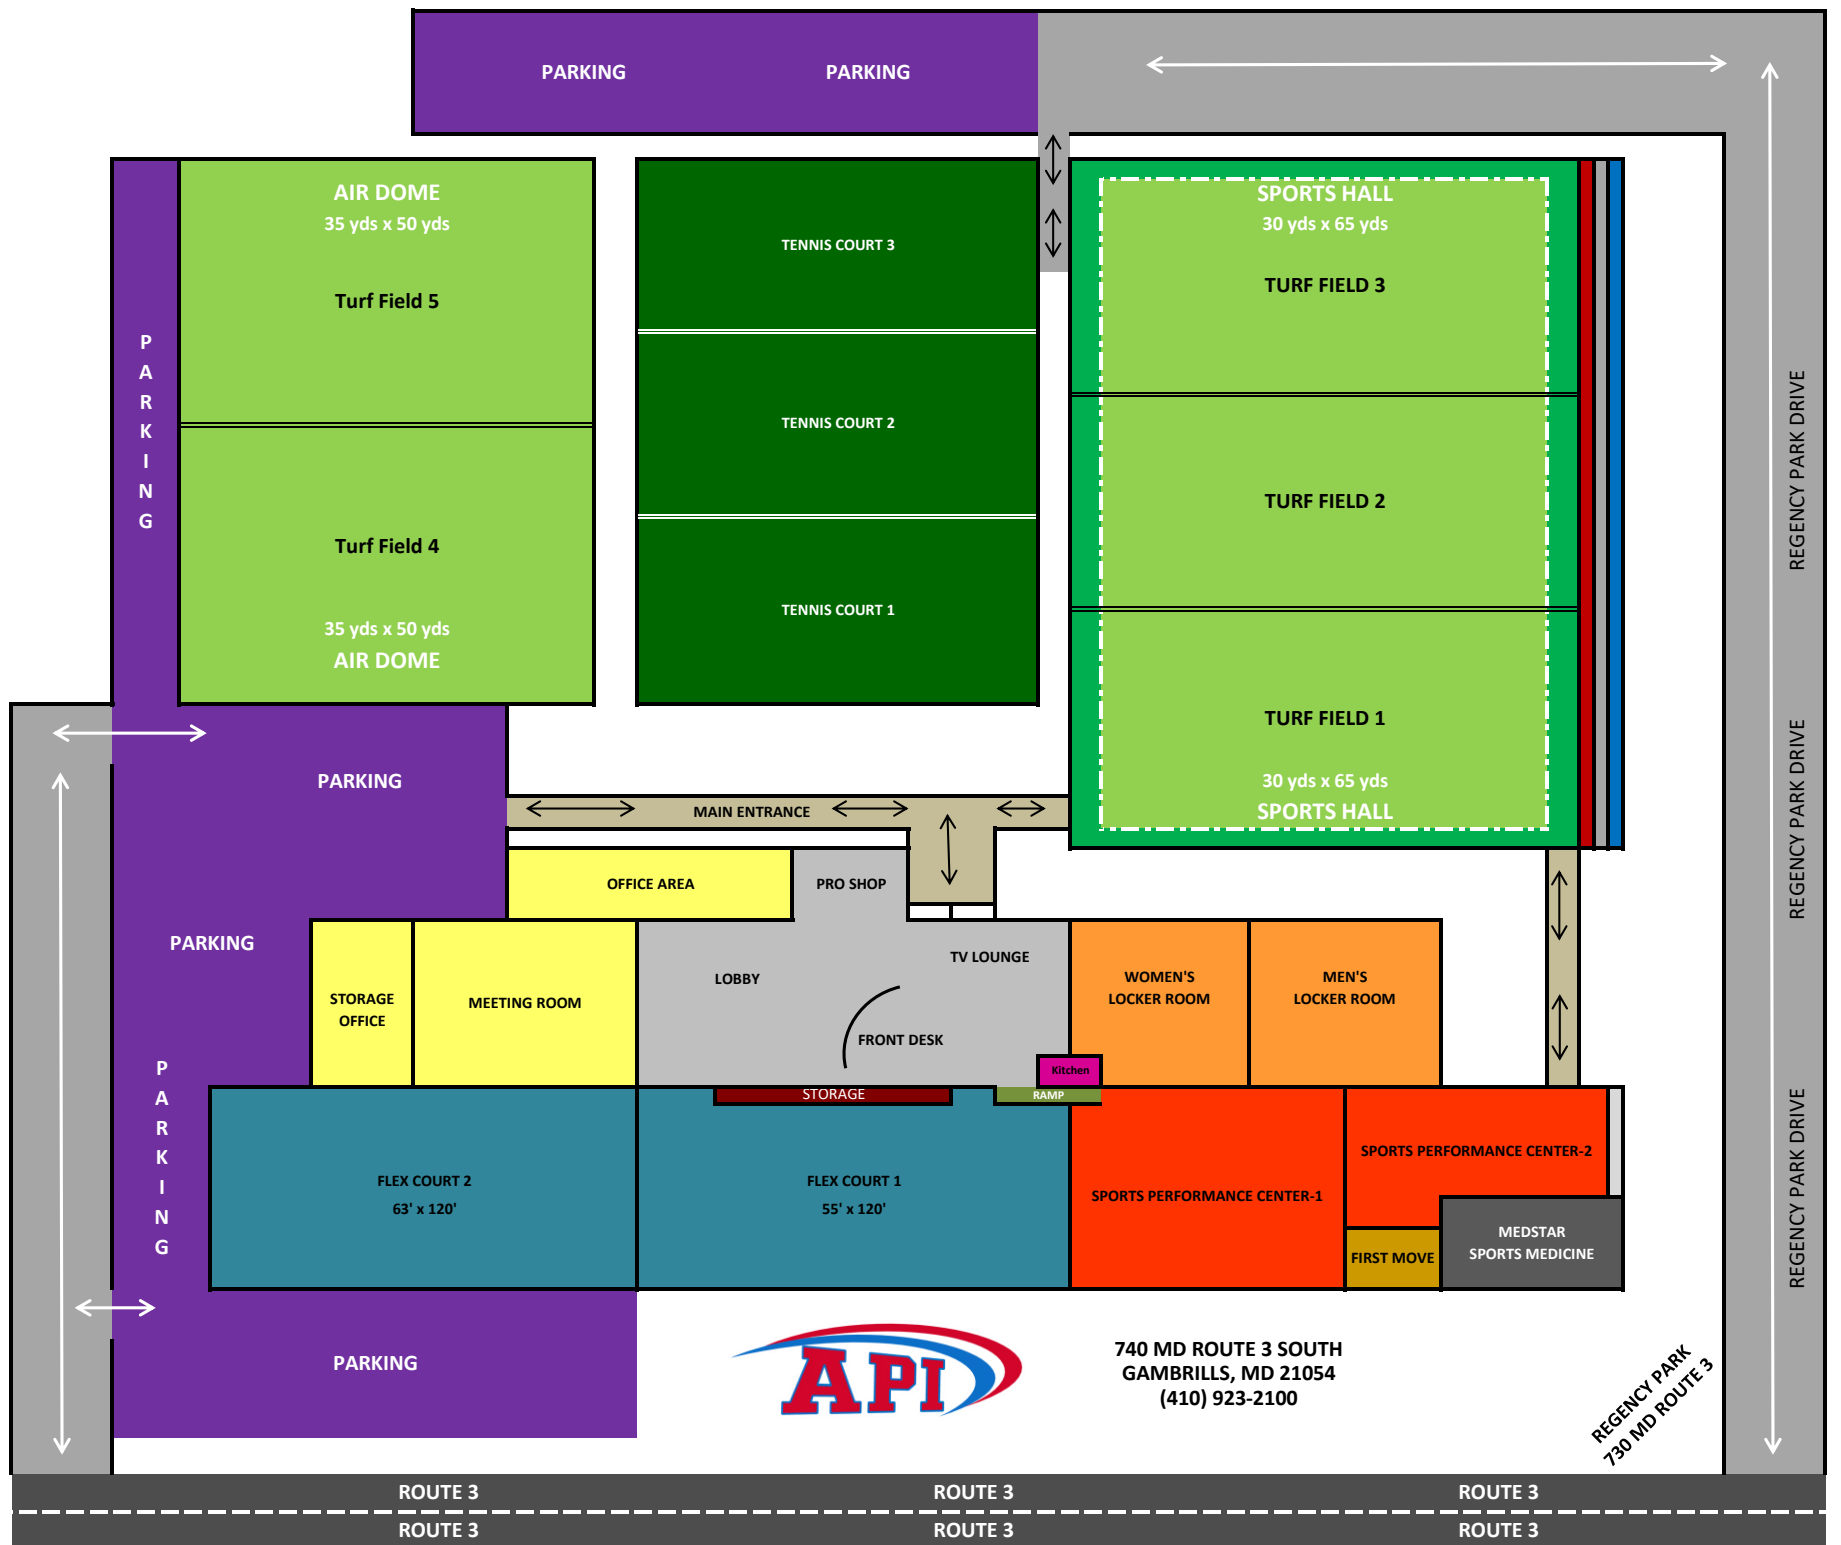 PARKING PARKING
AIR DOME
35 yds x 50 yds
Turf Field 5
Turf Field 4
35 yds x 50 yds
AIR DOME
PARKING
TENNIS COURT 3
TENNIS COURT 2
TENNIS COURT 1
SPORTS HALL
30 yds x 65 yds
TURF FIELD 3
TURF FIELD 2
TURF FIELD 1
30 yds x 65 yds
SPORTS HALL
REGENCY PARK DRIVE
REGENCY PARK DRIVE
REGENCY PARK DRIVE
PARKING
MAIN ENTRANCE
OFFICE AREA
PRO SHOP
PARKING
STORAGE
OFFICE
MEETING ROOM
LOBBY
TV LOUNGE
FRONT DESK
WOMEN'S
LOCKER ROOM
MEN'S
LOCKER ROOM
Kitchen
STORAGE
RAMP
PARKING
FLEX COURT 2
63' x 120'
FLEX COURT 1
55' x 120'
SPORTS PERFORMANCE CENTER-1
SPORTS PERFORMANCE CENTER-2
FIRST MOVE
MEDSTAR
SPORTS MEDICINE
PARKING
API
740 MD ROUTE 3 SOUTH
GAMBRILLS, MD 21054
(410) 923-2100
REGENCY PARK
730 MD ROUTE 3
ROUTE 3 ROUTE 3 ROUTE 3
ROUTE 3 ROUTE 3 ROUTE 3